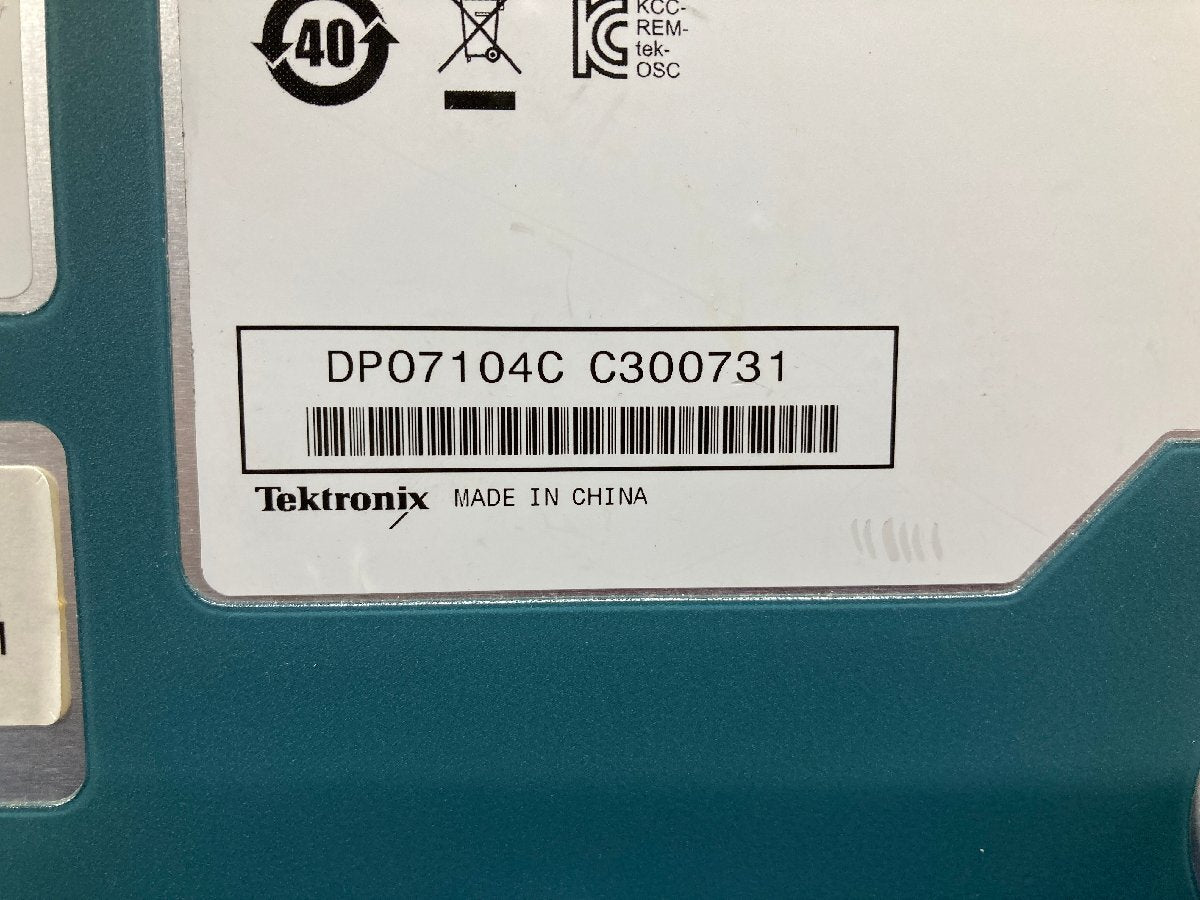 40
KCC-
REM-
tek-
OSC
DPO7104C C300731
Tektronix MADE IN CHINA